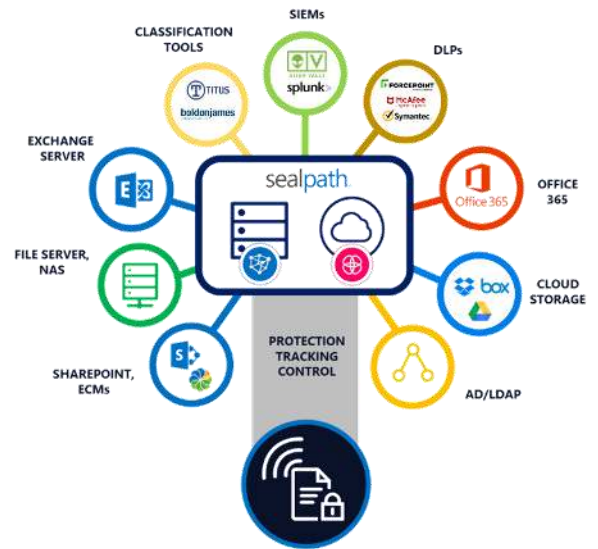 SIEMs
CLASSIFICATION
TOOLS
splunk>
DLPs
TITUS
boldonjames
FORCEPOINT
McAfee
Symantec
EXCHANGE
SERVER
E
sealpath
Office 365
OFFICE
365
FILE SERVER,
NAS
box
CLOUD
STORAGE
SHAREPOINT,
ECMs
S
PROTECTION
TRACKING
CONTROL
AD/LDAP